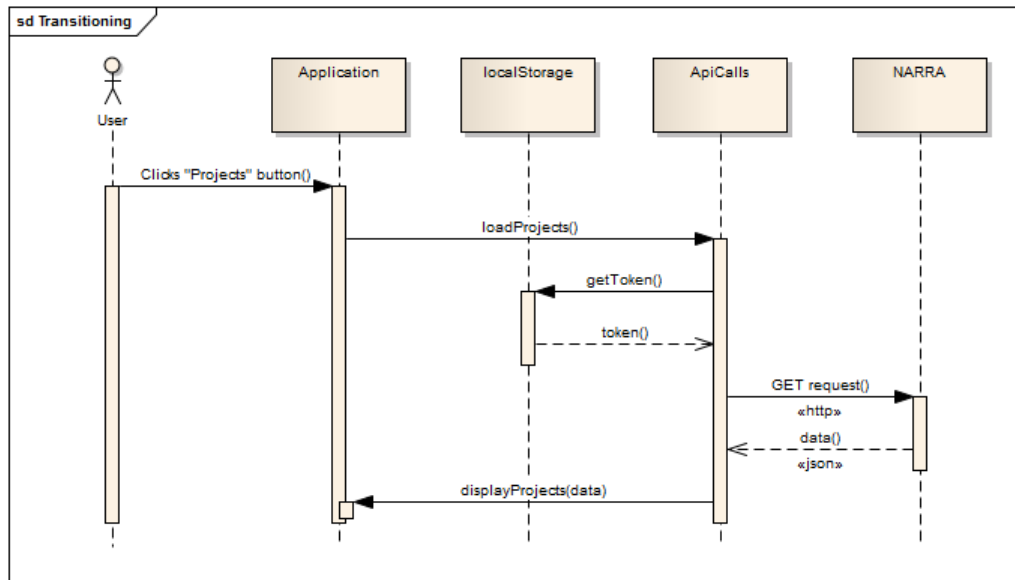 sd Transitioning
Application
localStorage
ApiCalls
NARRA
User
Clicks "Projects" button()
loadProjects()
getToken()
token()
GET request()
«http»
data()
«json»
displayProjects(data)